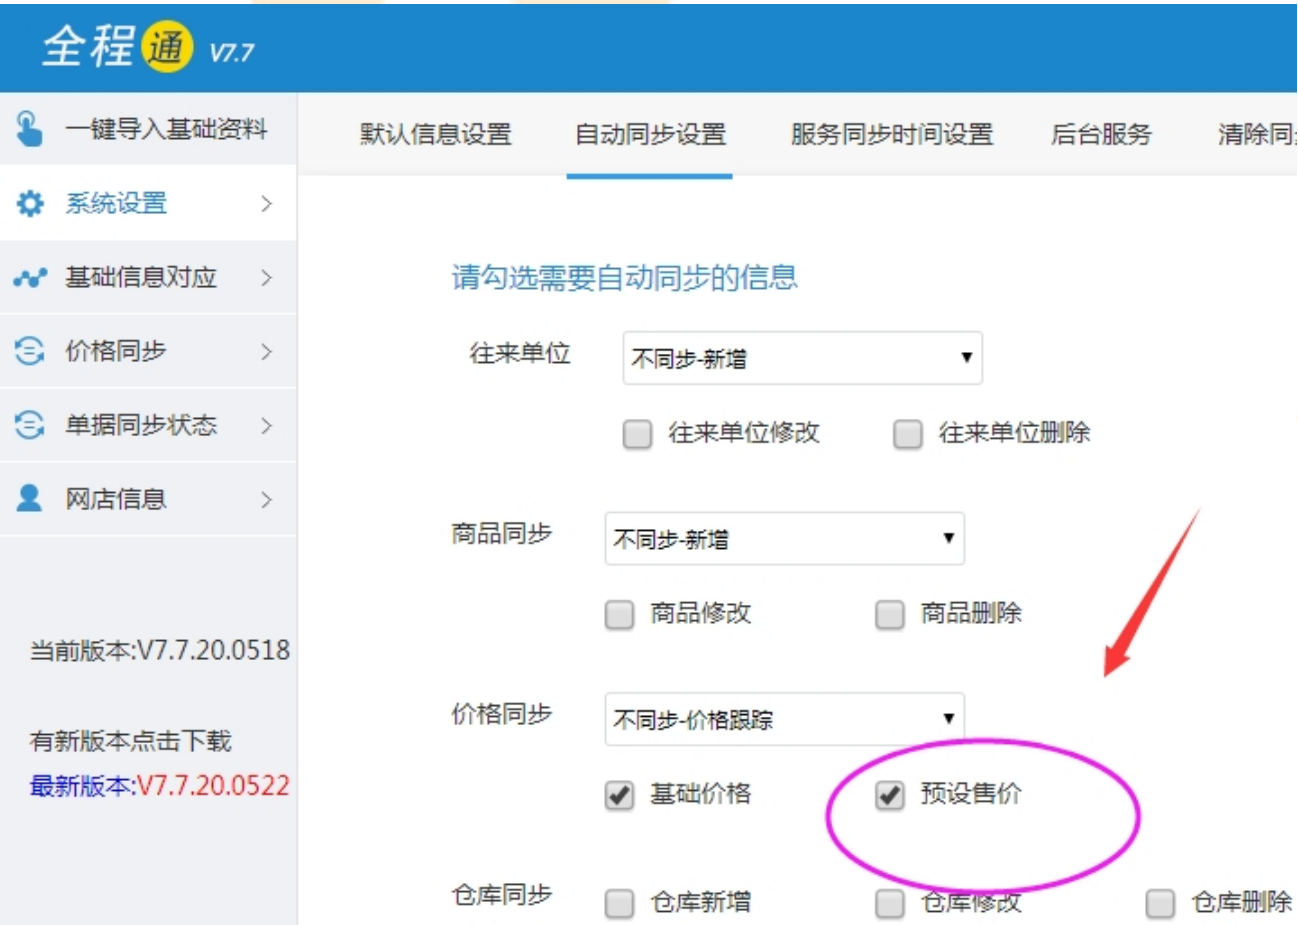 全程通 V7.7
一键导入基础资料
默认信息设置 自动同步设置 服务同步时间设置 后台服务 清除同
系统设置
基础信息对应
价格同步
单据同步状态
网店信息
当前版本:V7.7.20.0518
有新版本点击下载
最新版本:V7.7.20.0522
请勾选需要自动同步的信息
往来单位 不同步-新增
往来单位修改 往来单位删除
商品同步 不同步-新增
商品修改 商品删除
价格同步 不同步-价格跟踪
基础价格 预设售价
仓库同步 仓库新增 仓库修改 仓库删除